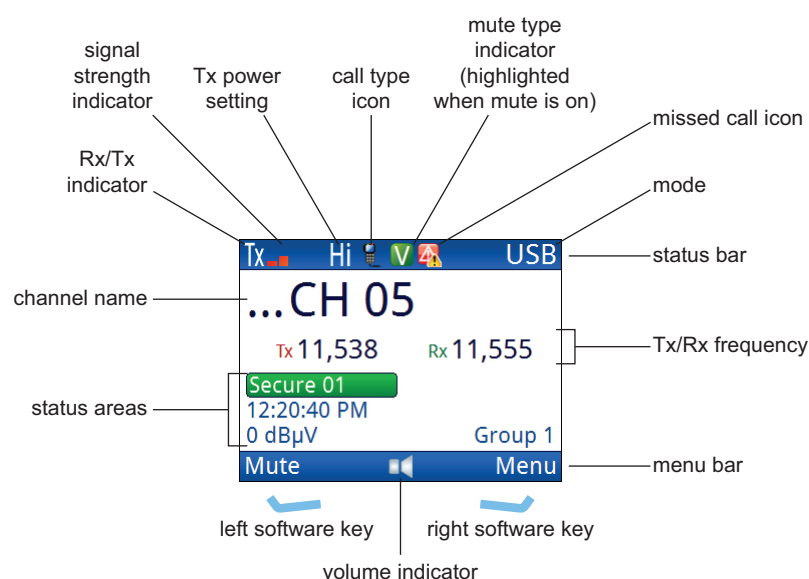 mute type
indicator
(highlighted
when mute is on)
signal
strength
indicator
Tx power
setting
call type
icon
missed call icon
Rx/Tx
indicator
mode
Tx Hi V USB
status bar
channel name
...CH 05
Tx 11,538 Rx 11,555
Tx/Rx frequency
Secure 01
status areas
12:20:40 PM
0 dBµV Group 1
Mute Menu
menu bar
left software key
right software key
volume indicator